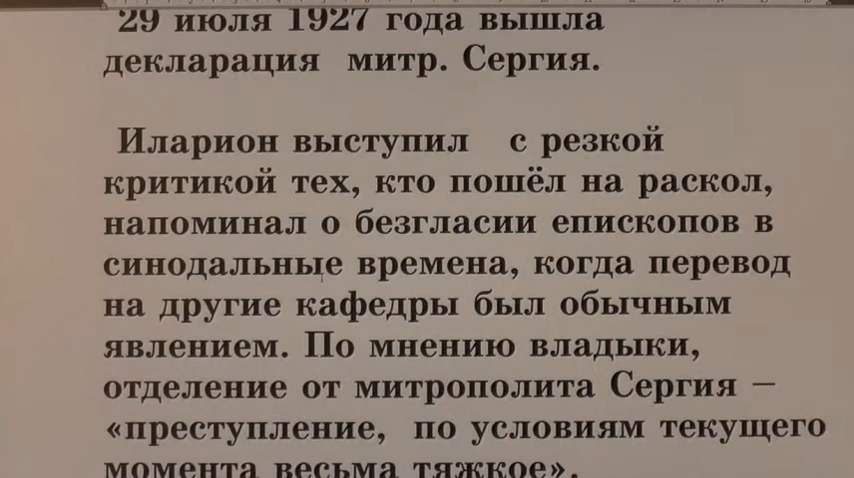 29 июля 1927 года вышла
декларация митр. Сергия.
Иларион выступил с резкой
критикой тех, кто пошёл на раскол,
напоминал о безгласии епископов в
синодальные времена, когда перевод
на другие кафедры был обычным
явлением. По мнению владыки,
отделение от митрополита Сергия –
«преступление, по условиям текущего
момента весьма тяжкое».